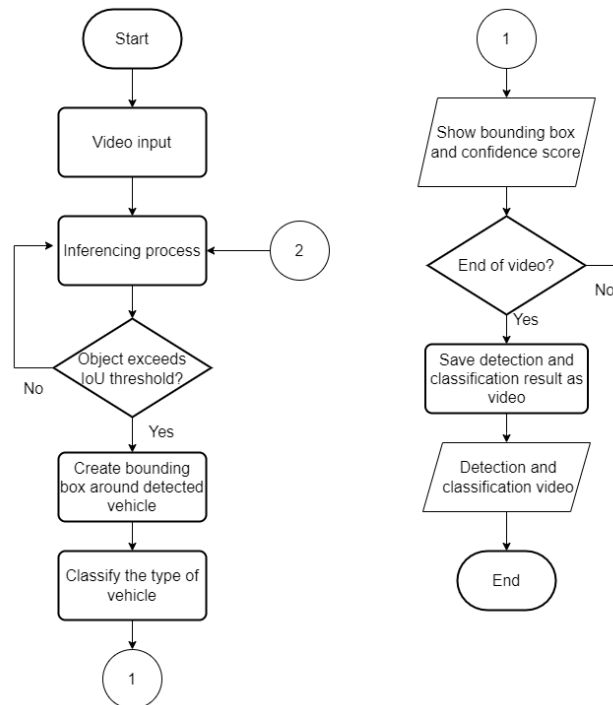 Start
Video input
Inferencing process
2
Object exceeds
IoU threshold?
No
Yes
Create bounding
box around detected
vehicle
Classify the type of
vehicle
1
1
Show bounding box
and confidence score
End of video?
No
Yes
Save detection and
classification result as
video
Detection and
classification video
End